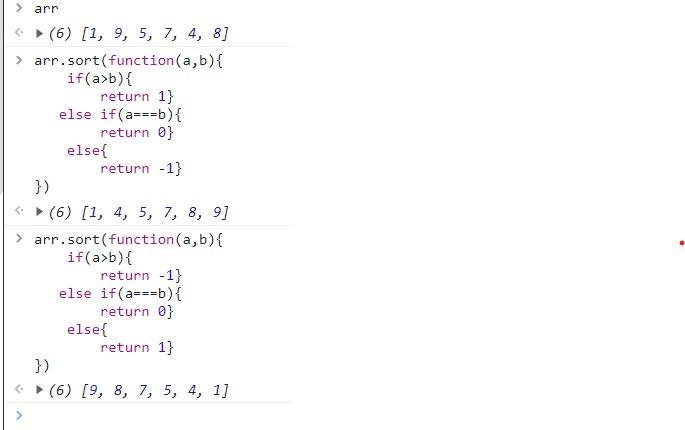 > arr
<· ▶ (6) [1, 9, 5, 7, 4, 8]
> arr.sort(function(a,b){
    if(a>b){
        return 1}
   else if(a===b){
        return 0}
    else{
        return -1}
})
<· ▶ (6) [1, 4, 5, 7, 8, 9]
> arr.sort(function(a,b){
    if(a>b){
        return -1}
   else if(a===b){
        return 0}
    else{
        return 1}
})
<· ▶ (6) [9, 8, 7, 5, 4, 1]
>